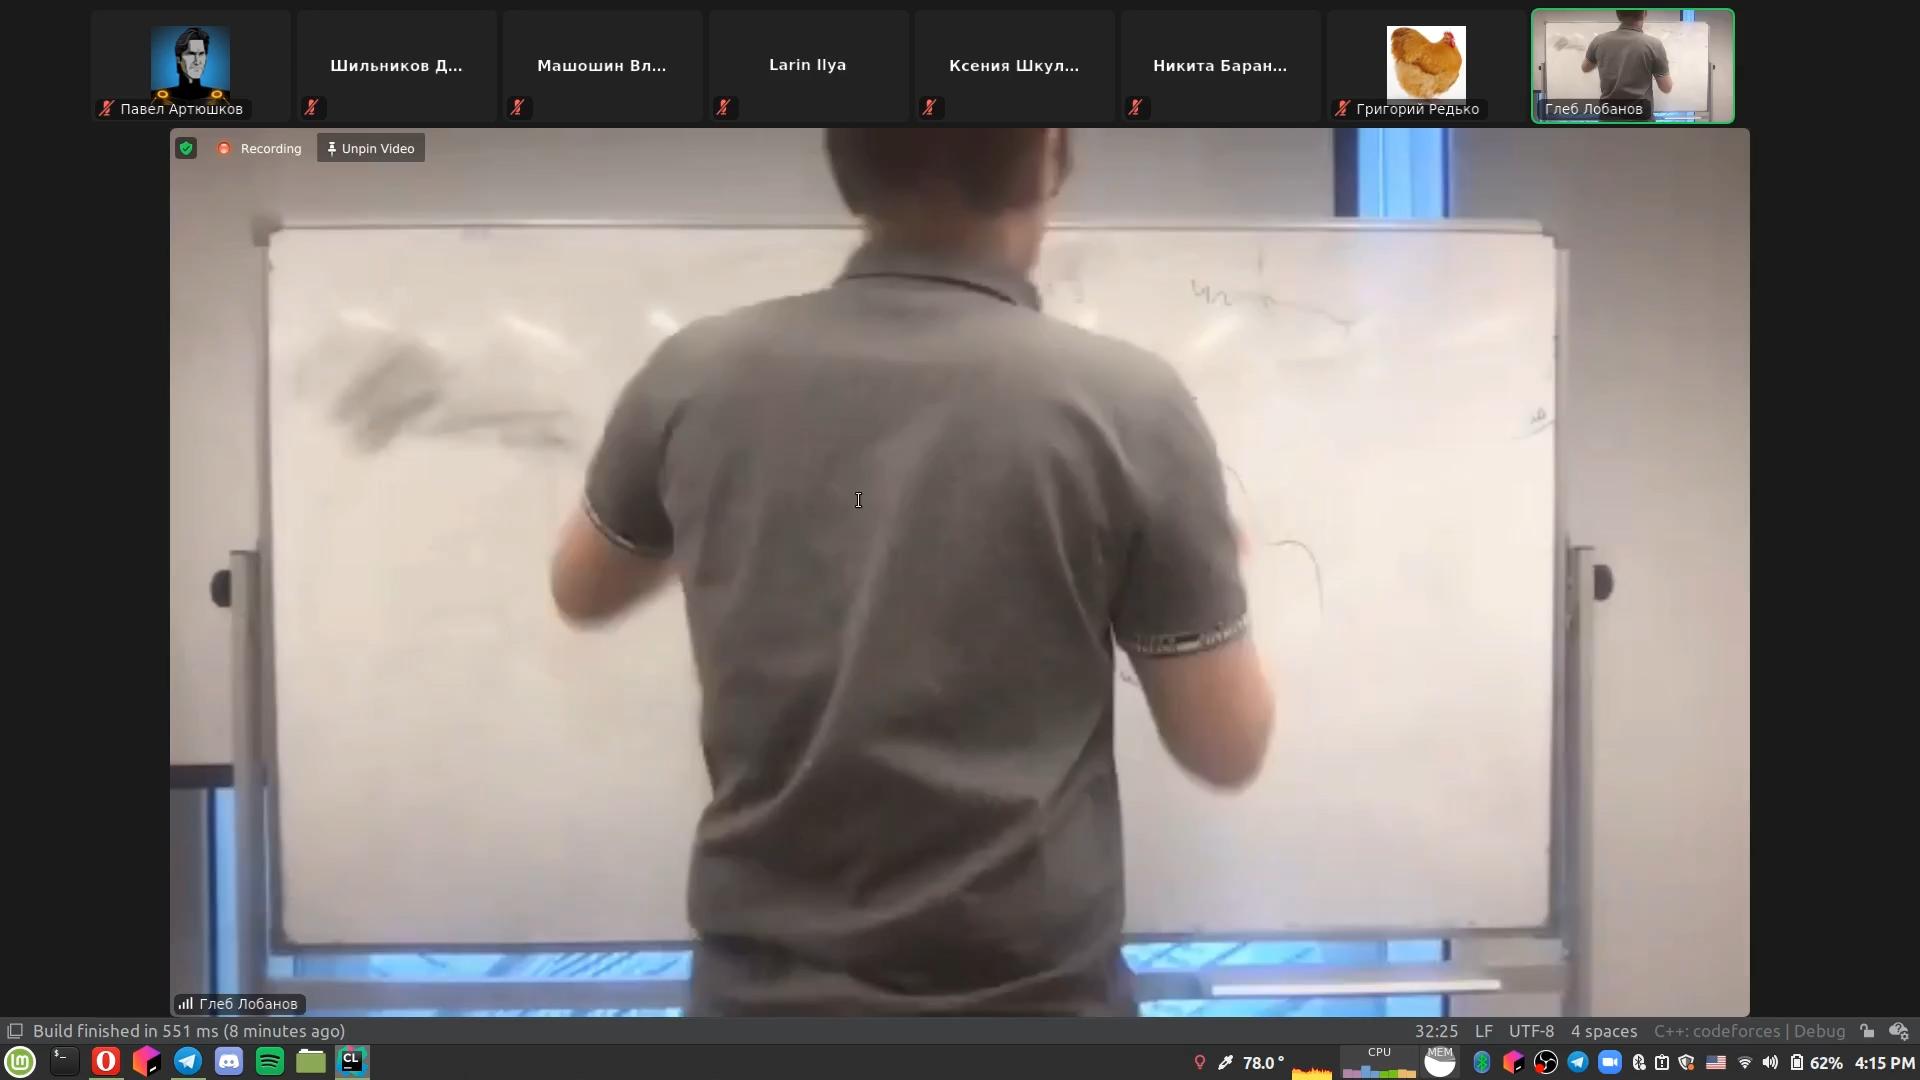 Павел Артюшков
Шильников Д...
Машошин Вл...
Larin Ilya
Ксения Шкул...
Никита Баран...
Григорий Редько
Глеб Лобанов
Recording
Unpin Video
Глеб Лобанов
Build finished in 551 ms (8 minutes ago)
32:25 LF UTF-8 4 spaces C++: codeforces | Debug
CL
78.0° CPU MEM 62% 4:15 PM